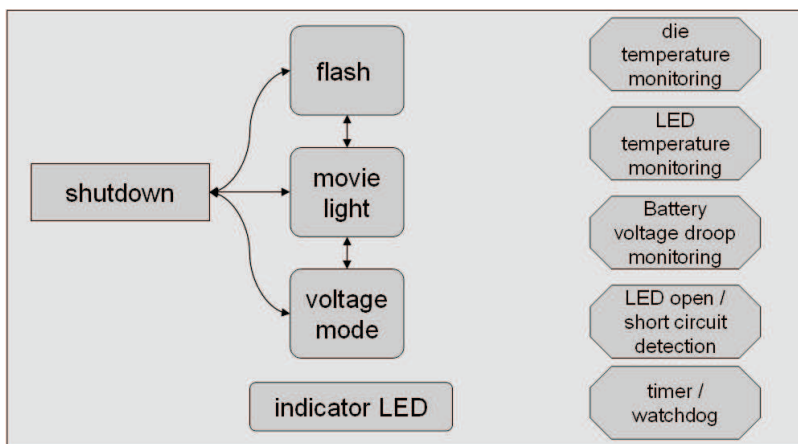 flash
shutdown
movie
light
voltage
mode
indicator LED
die
temperature
monitoring
LED
temperature
monitoring
Battery
voltage droop
monitoring
LED open /
short circuit
detection
timer /
watchdog